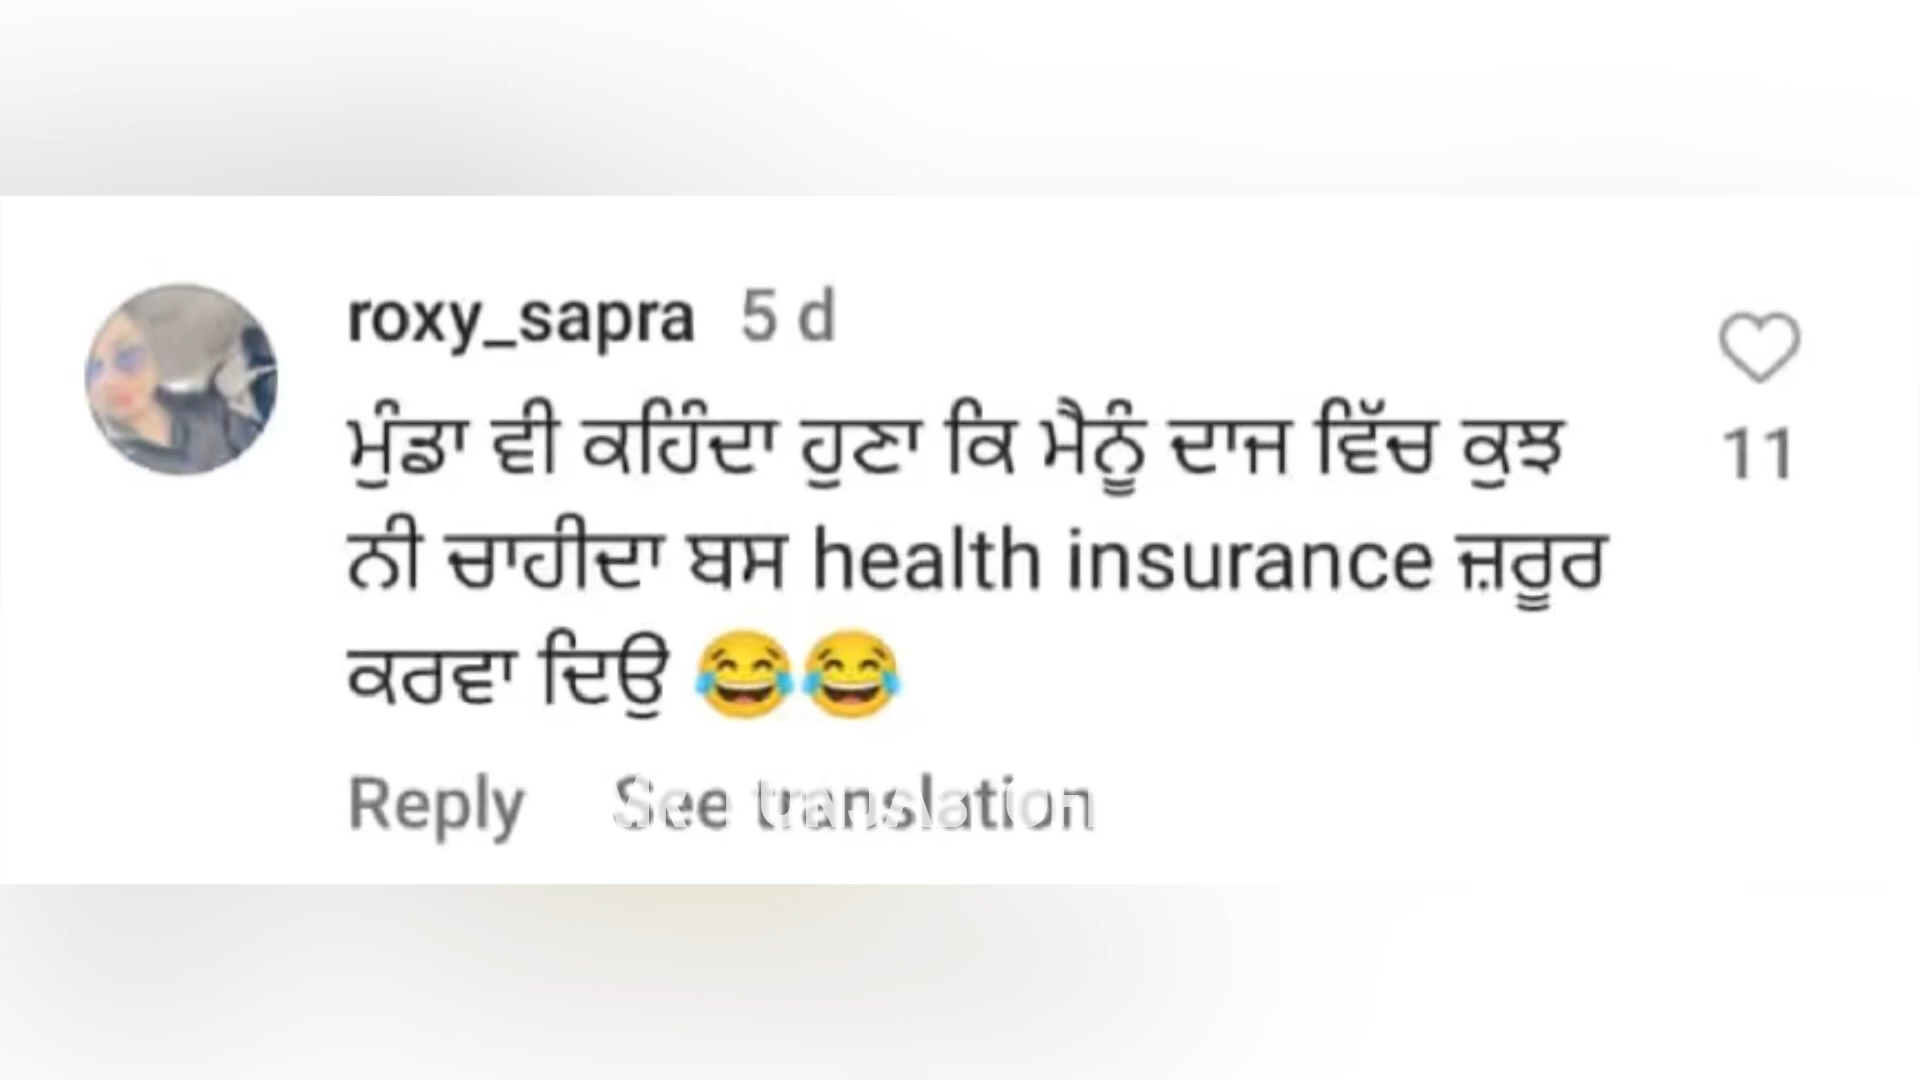 roxy_sapra 5 d
ਮੁੰਡਾ ਵੀ ਕਹਿੰਦਾ ਹੁਣਾ ਕਿ ਮੈਨੂੰ ਦਾਜ ਵਿੱਚ ਕੁਝ
11
ਨੀ ਚਾਹੀਦਾ ਬਸ health insurance ਜ਼ਰੂਰ
ਕਰਵਾ ਦਿਉ 😂😂
Reply See translation